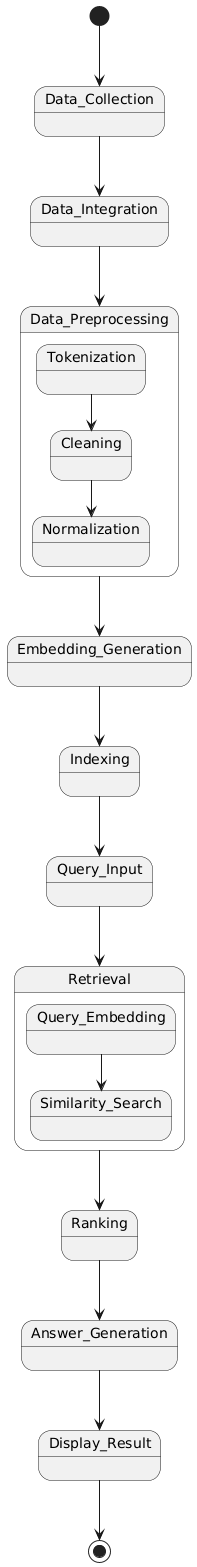 Data_Collection
Data_Integration
Data_Preprocessing
Tokenization
Cleaning
Normalization
Embedding_Generation
Indexing
Query_Input
Retrieval
Query_Embedding
Similarity_Search
Ranking
Answer_Generation
Display_Result